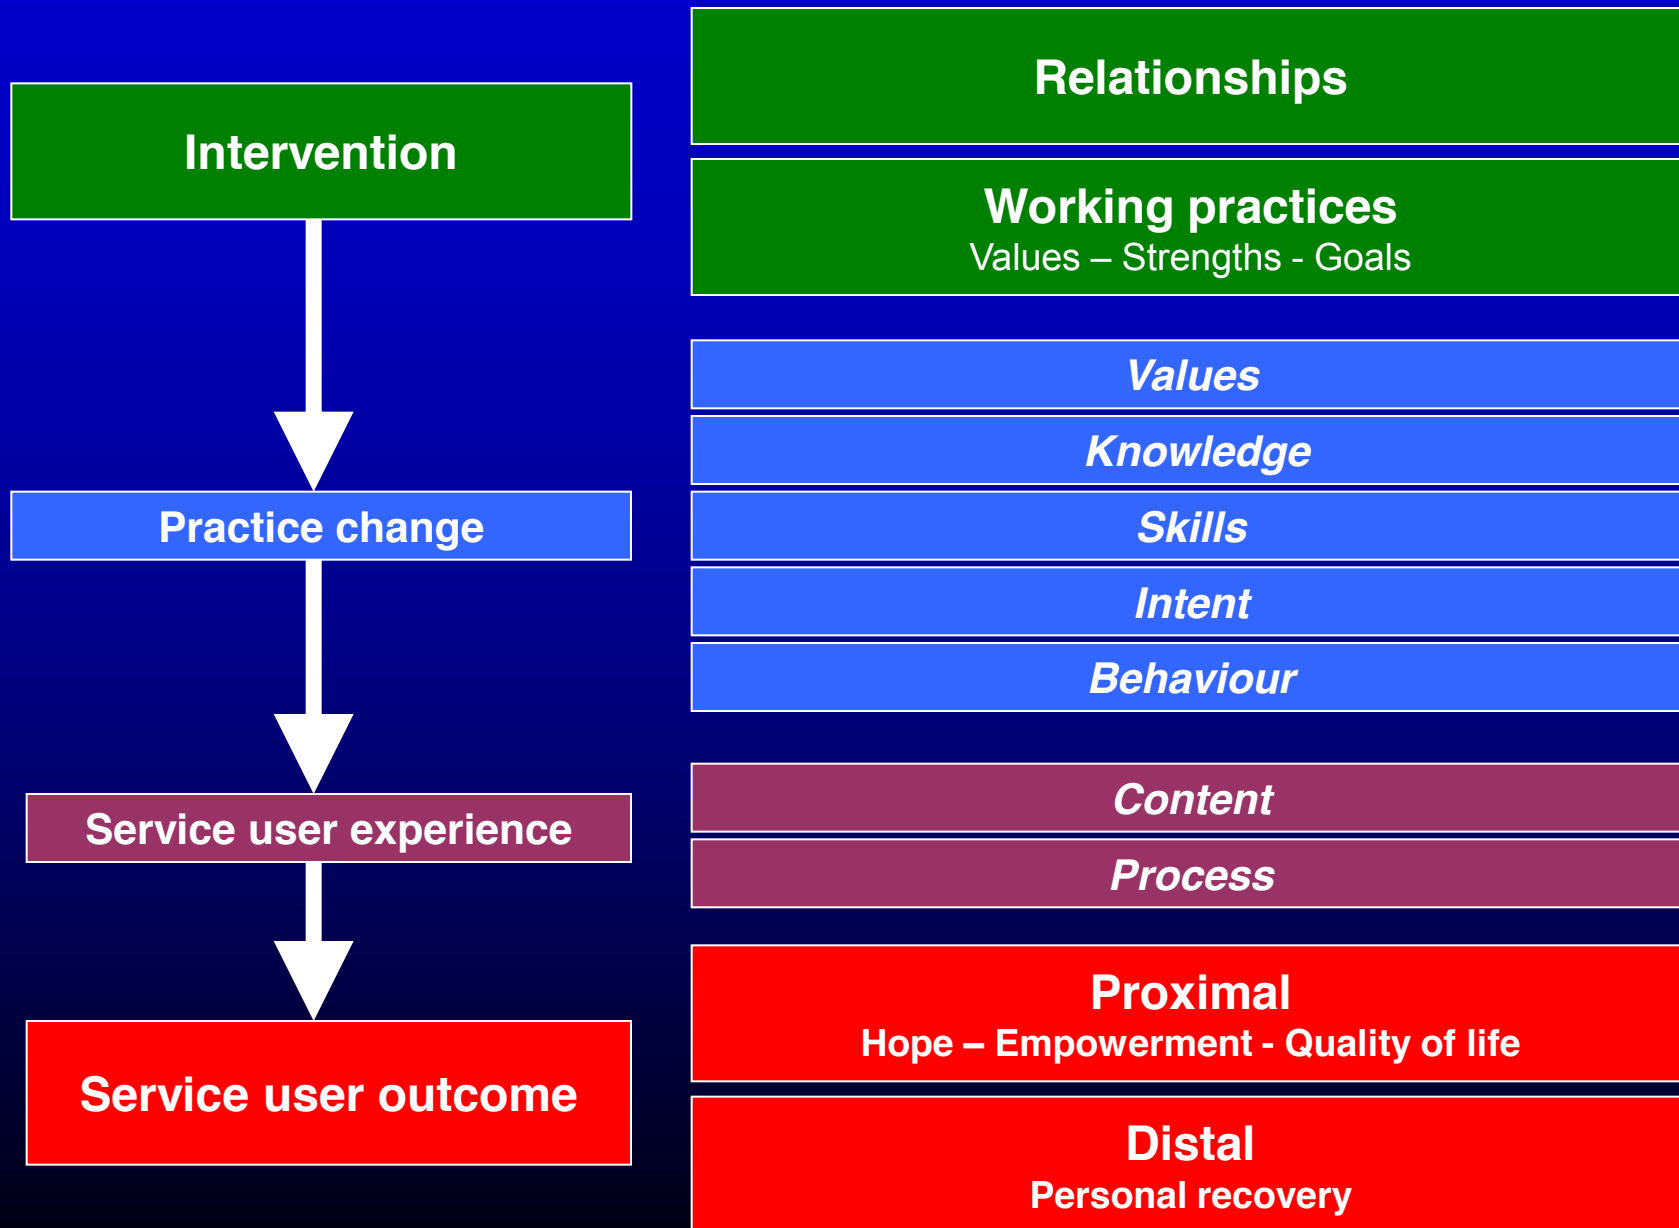 Intervention
Practice change
Service user experience
Service user outcome
Relationships
Working practices
Values – Strengths - Goals
Values
Knowledge
Skills
Intent
Behaviour
Content
Process
Proximal
Hope – Empowerment - Quality of life
Distal
Personal recovery